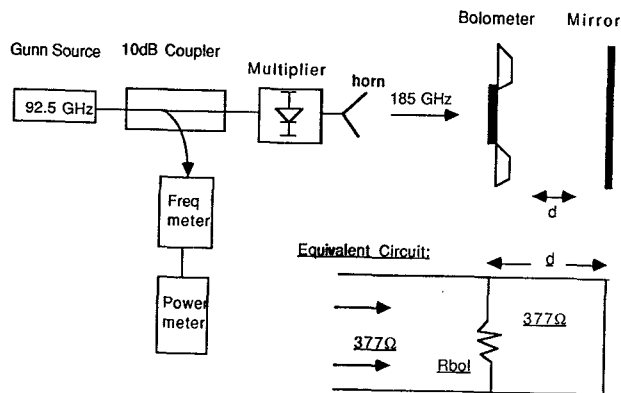 Bolometer
Mirror
Gunn Source
10dB Coupler
Multiplier
horn
92.5 GHz
185 GHz
Freq
meter
d
Equivalent Circuit:
d
Power
meter
377Ω
377Ω
Rbol